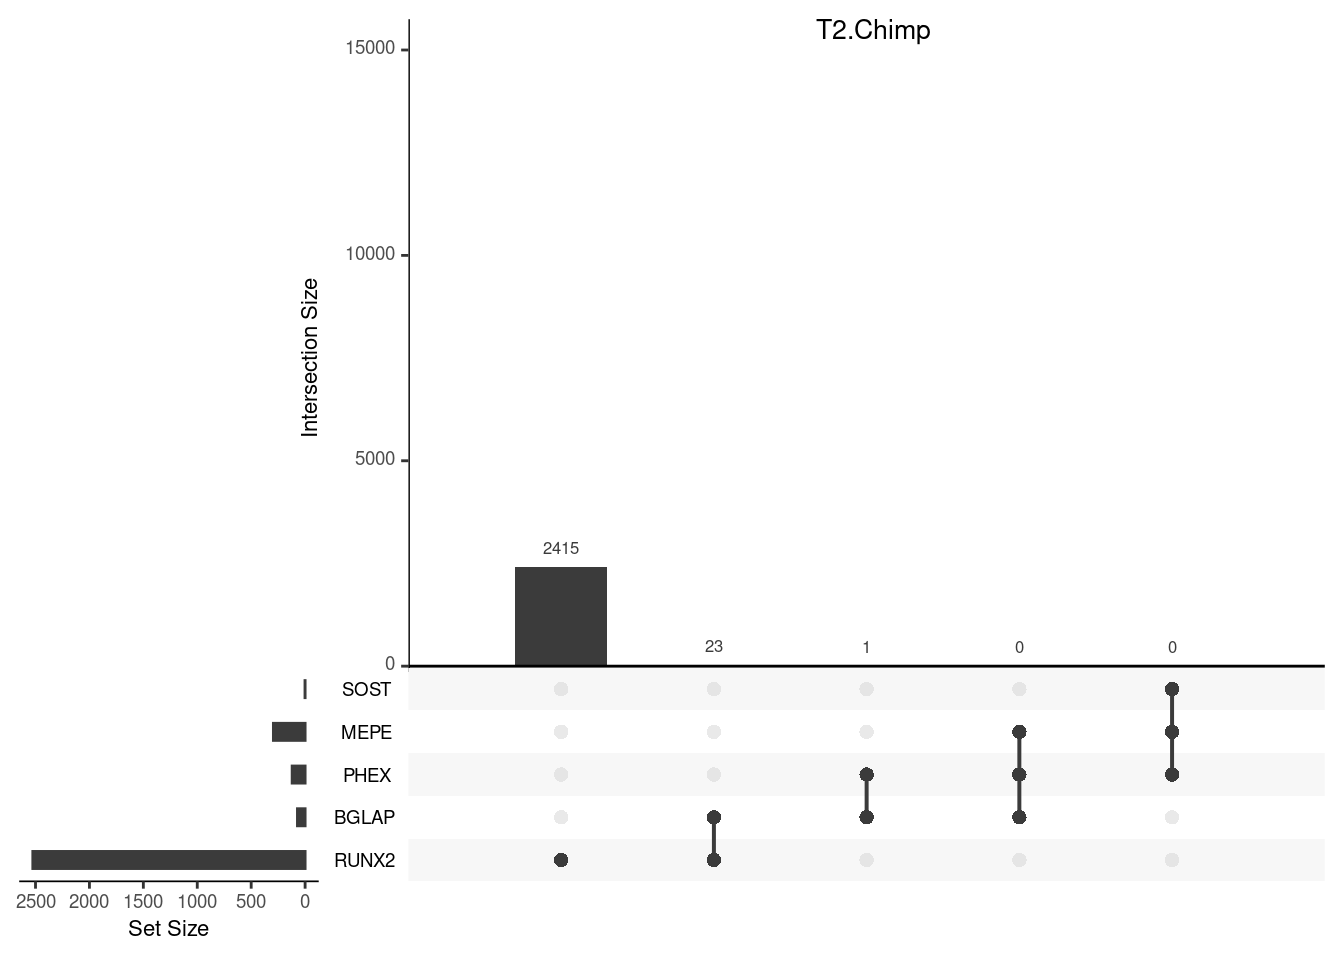 T2.Chimp
15000
10000
5000
0
Intersection Size
2415
23
1
0
0
SOST
MEPE
PHEX
BGLAP
RUNX2
2500 2000 1500 1000 500 0
Set Size